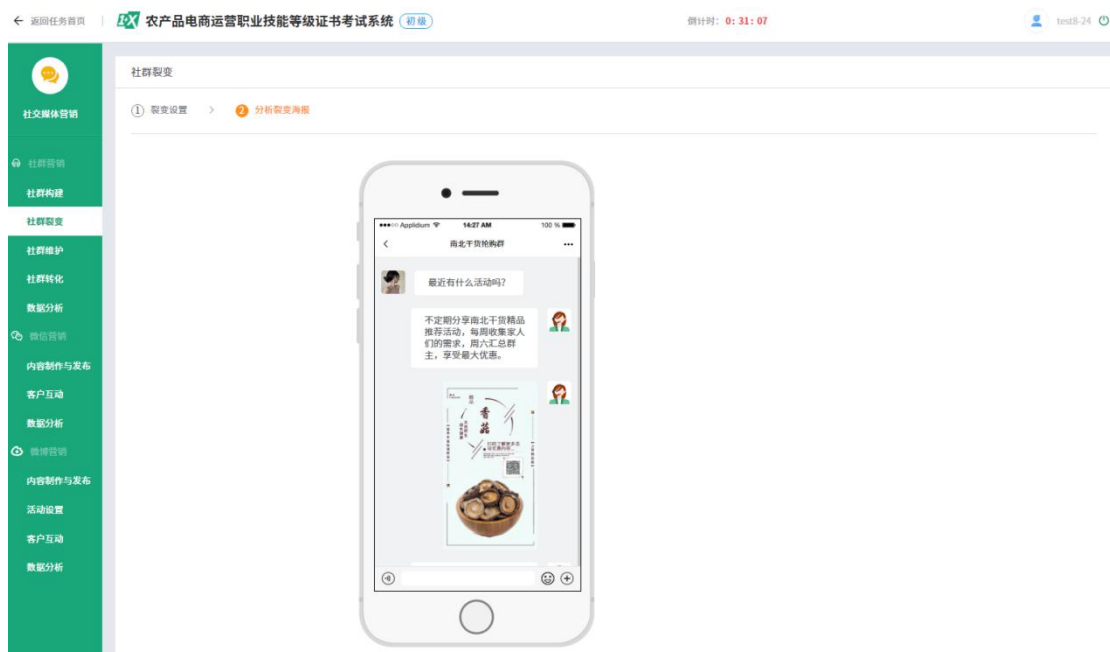 返回任务首页
1+X 农产品电商运营职业技能等级证书考试系统 初级
倒计时: 0: 31: 07
test8-24
社交媒体营销
社群营销
社群构建
社群裂变
社群维护
社群转化
数据分析
微信营销
内容制作与发布
客户互动
数据分析
微博营销
内容制作与发布
活动设置
客户互动
数据分析
社群裂变
1 裂变设置 > 2 分析裂变海报
Applidium 14:27 AM 100 %
南北干货抢购群
最近有什么活动吗?
不定期分享南北干货精品
推荐活动，每周收集家人
们的需求，周六汇总群
主，享受最大优惠。
香菇